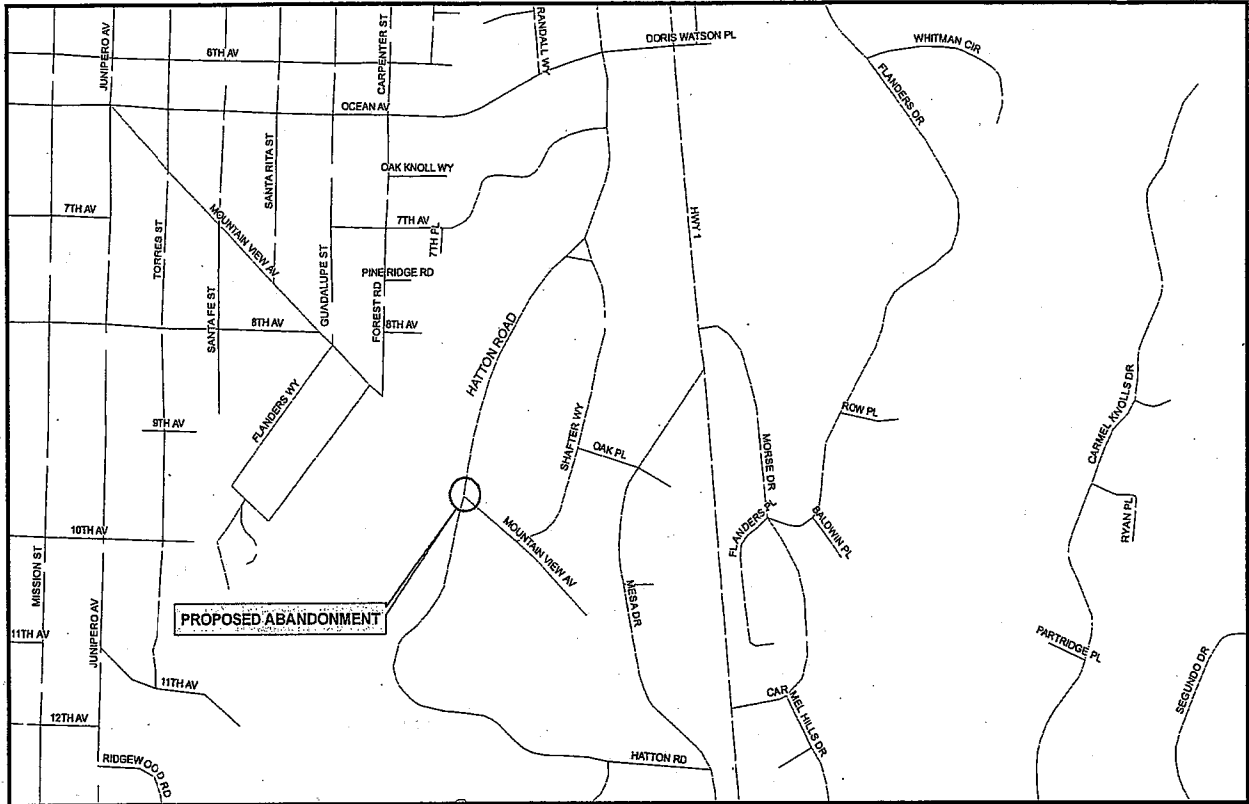 JUNIPERO AV
6TH AV
CARPENTER ST
RANDALL WY
DORIS WATSON PL
WHITMAN CIR
FLANDERS DR
OCEAN AV
SANTA RITA ST
OAK KNOLL WY
7TH AV
TORRES ST
MOUNTAIN VIEW AV
GUADALUPE ST
7TH AV
7TH PL
HWY 1
PINE RIDGE RD
SANTA FE ST
8TH AV
FOREST RD
8TH AV
HATTON ROAD
FLANDERS WY
SHAFTER WY
9TH AV
OAK PL
ROW PL
CARMEL KNOLLS DR
MORSE DR
10TH AV
MOUNTAIN VIEW AV
FLANDERS PL
BALDWIN PL
RYAN PL
MISSION ST
PROPOSED ABANDONMENT
MESA DR
11TH AV
JUNIPERO AV
11TH AV
PARTRIDGE PL
SEGUNDO DR
12TH AV
CARMEL HILLS DR
RIDGEWOOD RD
HATTON RD